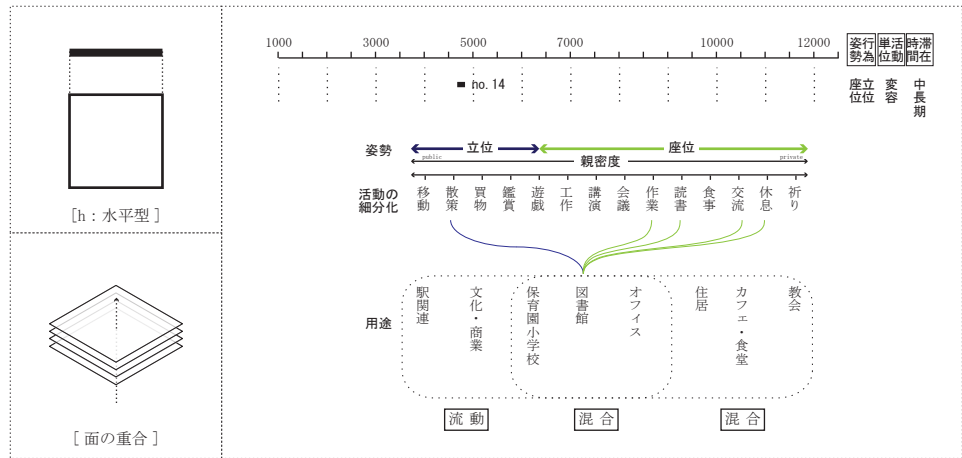 [h：水平型 ]
[ 面の重合 ]
1000 3000 5000 7000 10000 12000
no. 14
行為姿勢
活動単位
滞在時間
立位座位
変容
中長期
姿勢 立位 座位
public 親密度 private
活動の細分化
移動
散策
買物
鑑賞
遊戯
工作
講演
会議
作業
読書
食事
交流
休息
祈り
用途
駅関連
文化・商業
保育園小学校
図書館
オフィス
住居
カフェ・食堂
教会
流動 混合 混合